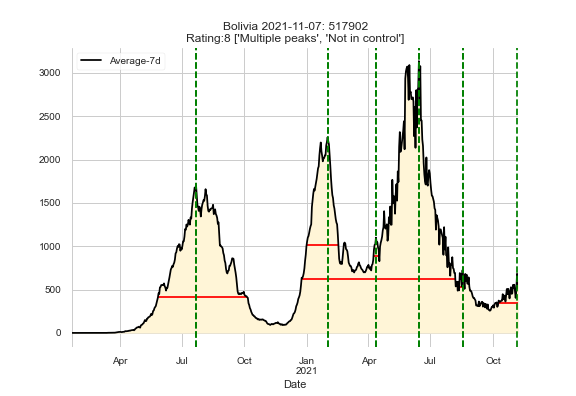 Bolivia 2021-11-07: 517902
Rating:8 ['Multiple peaks', 'Not in control']
Average-7d
3000
2500
2000
1500
1000
500
0
Apr Jul Oct Jan Apr Jul Oct
2021
Date